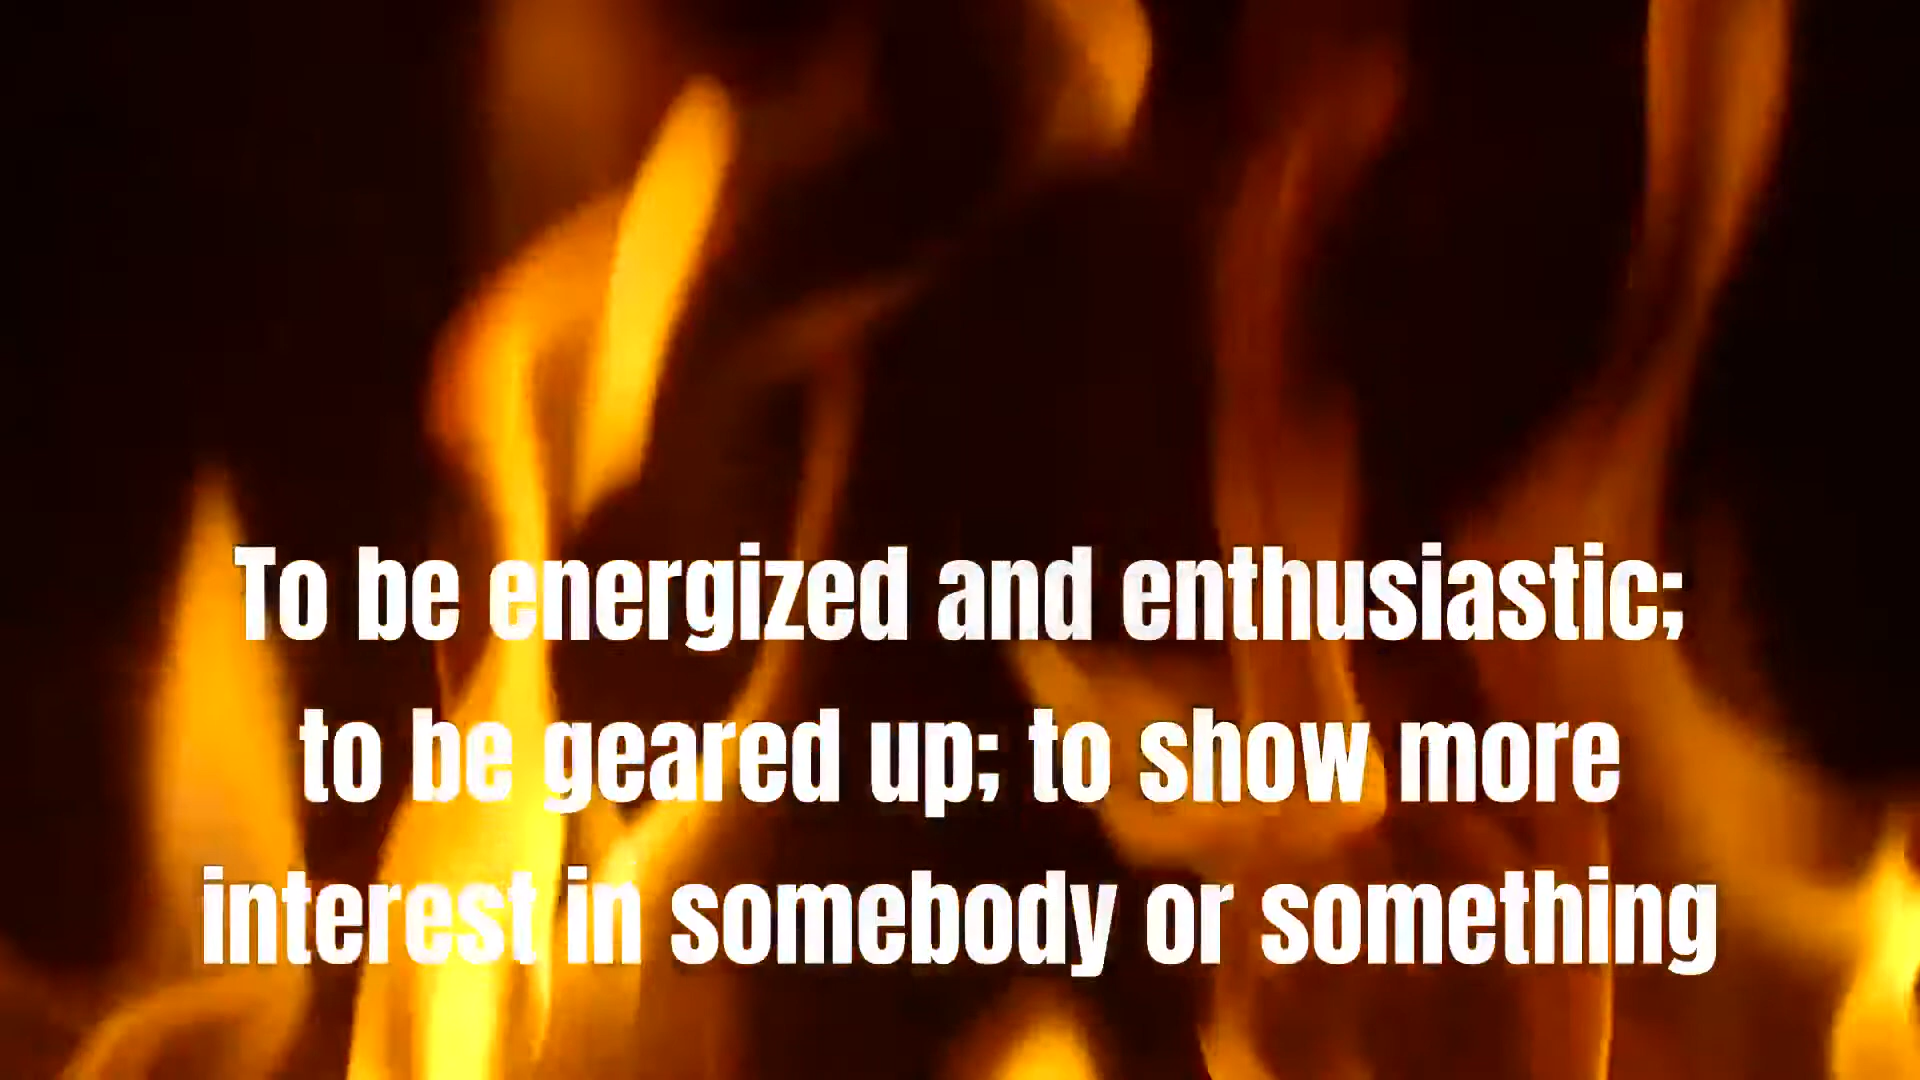 To be energized and enthusiastic;
to be geared up; to show more
interest in somebody or something